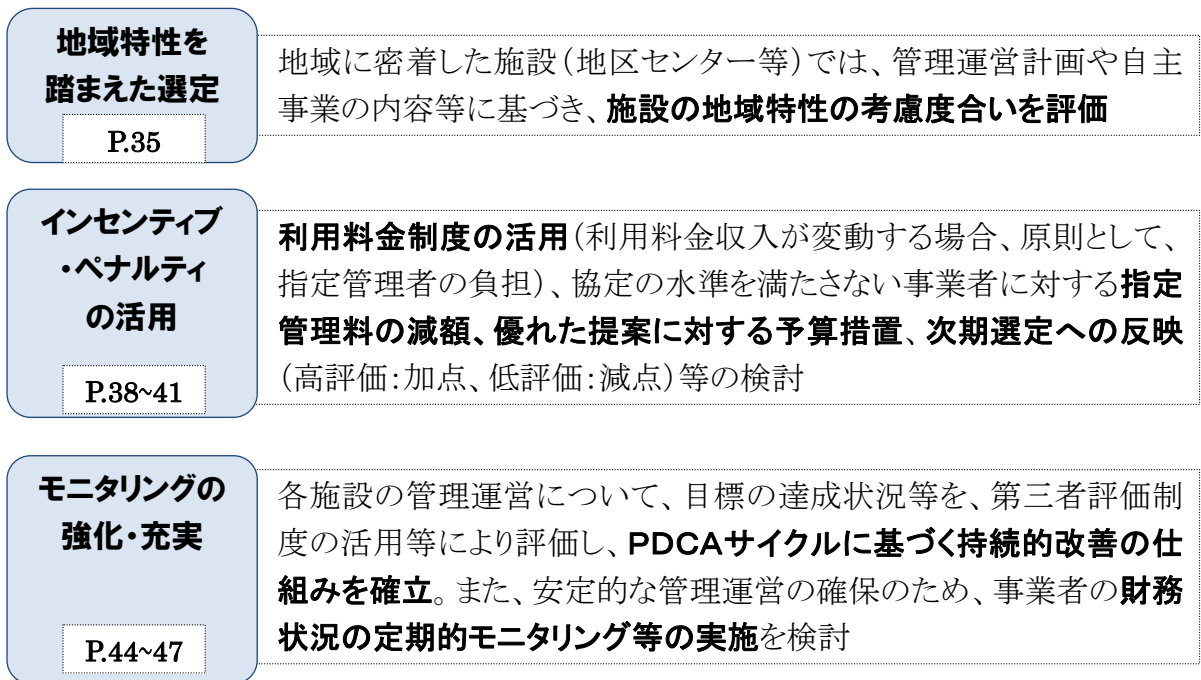 地域特性を
踏まえた選定
P.35
地域に密着した施設(地区センター等)では、管理運営計画や自主
事業の内容等に基づき、施設の地域特性の考慮度合いを評価
インセンティブ
・ペナルティ
の活用
P.38~41
利用料金制度の活用(利用料金収入が変動する場合、原則として、
指定管理者の負担)、協定の水準を満たさない事業者に対する指定
管理料の減額、優れた提案に対する予算措置、次期選定への反映
(高評価:加点、低評価:減点)等の検討
モニタリングの
強化・充実
P.44~47
各施設の管理運営について、目標の達成状況等を、第三者評価制
度の活用等により評価し、PDCAサイクルに基づく持続的改善の仕
組みを確立。また、安定的な管理運営の確保のため、事業者の財務
状況の定期的モニタリング等の実施を検討